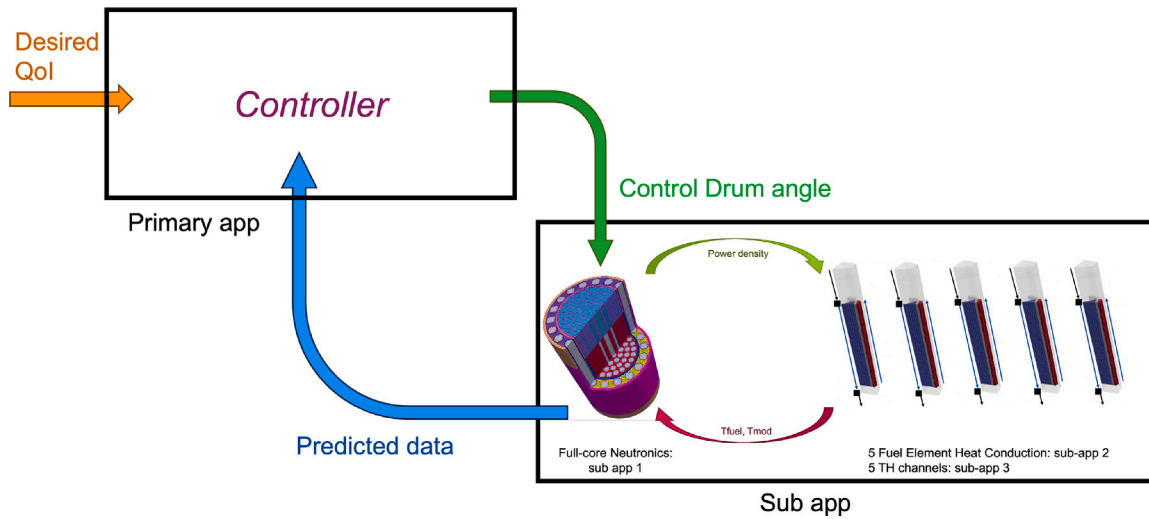 Desired
QoI
Controller
Primary app
Control Drum angle
Power density
Tfuel, Tmod
Predicted data
Full-core Neutronics:
sub app 1
5 Fuel Element Heat Conduction: sub-app 2
5 TH channels: sub-app 3
Sub app